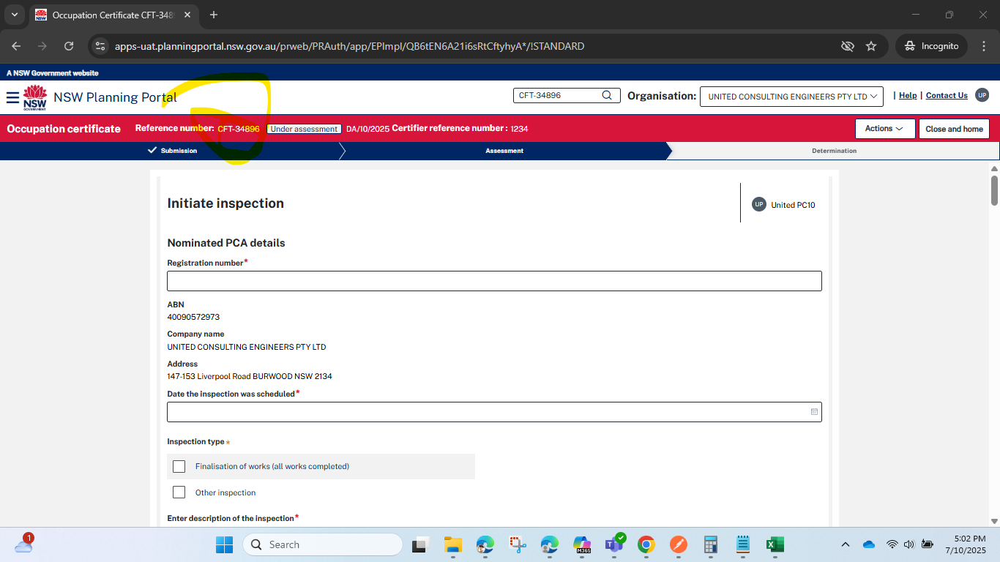 Occupation Certificate CFT-348
apps-uat.planningportal.nsw.gov.au/prweb/PRAuth/app/EPImpl/QB6tEN6A21i6sRtCftyhyA*/!STANDARD
Incognito
A NSW Government website
NSW GOVERNMENT
NSW Planning Portal
CFT-34896
Organisation: UNITED CONSULTING ENGINEERS PTY LTD
| Help | Contact Us UP
Occupation certificate Reference number: CFT-34896 Under assessment DA/10/2025 Certifier reference number : 1234
Actions Close and home
Submission Assessment Determination
Initiate inspection
UP United PC10
Nominated PCA details
Registration number*
ABN
40090572973
Company name
UNITED CONSULTING ENGINEERS PTY LTD
Address
147-153 Liverpool Road BURWOOD NSW 2134
Date the inspection was scheduled*
Inspection type *
Finalisation of works (all works completed)
Other inspection
Enter description of the inspection*
1
Search
M365
5:02 PM
7/10/2025